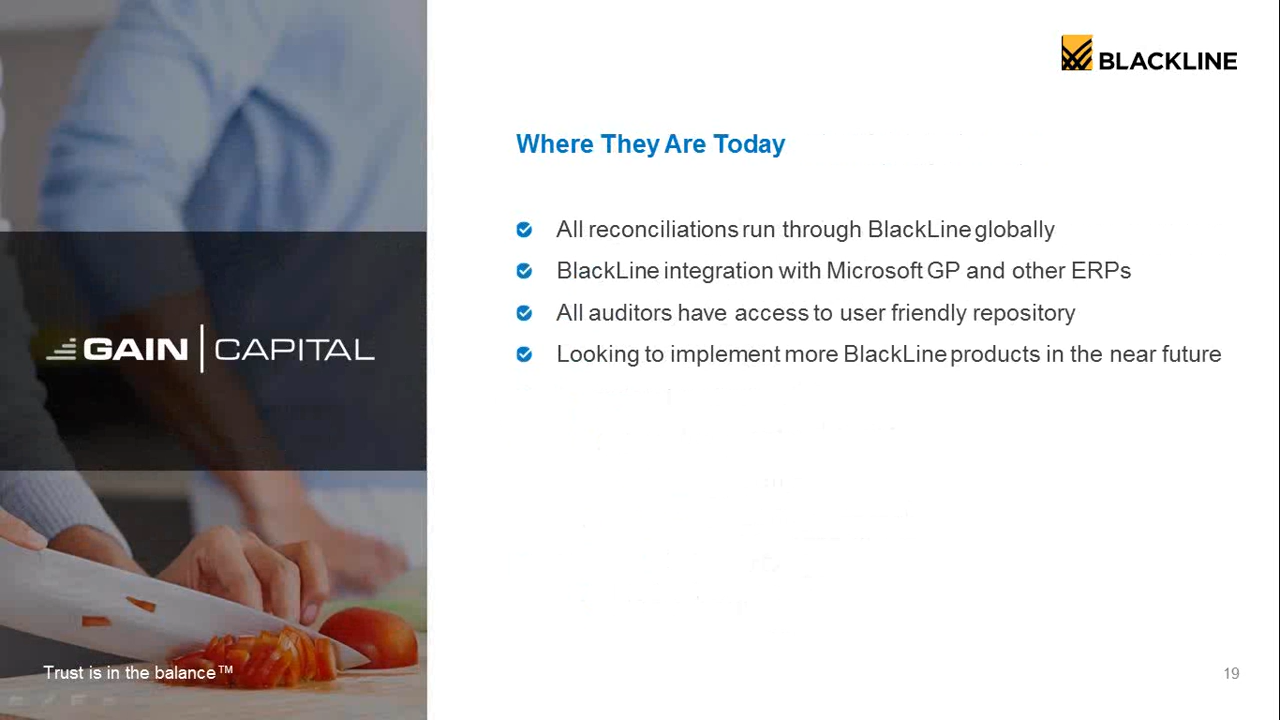 BLACKLINE
Where They Are Today
All reconciliations run through BlackLine globally
BlackLine integration with Microsoft GP and other ERPs
All auditors have access to user friendly repository
Looking to implement more BlackLine products in the near future
GAIN | CAPITAL
Trust is in the balance™
19